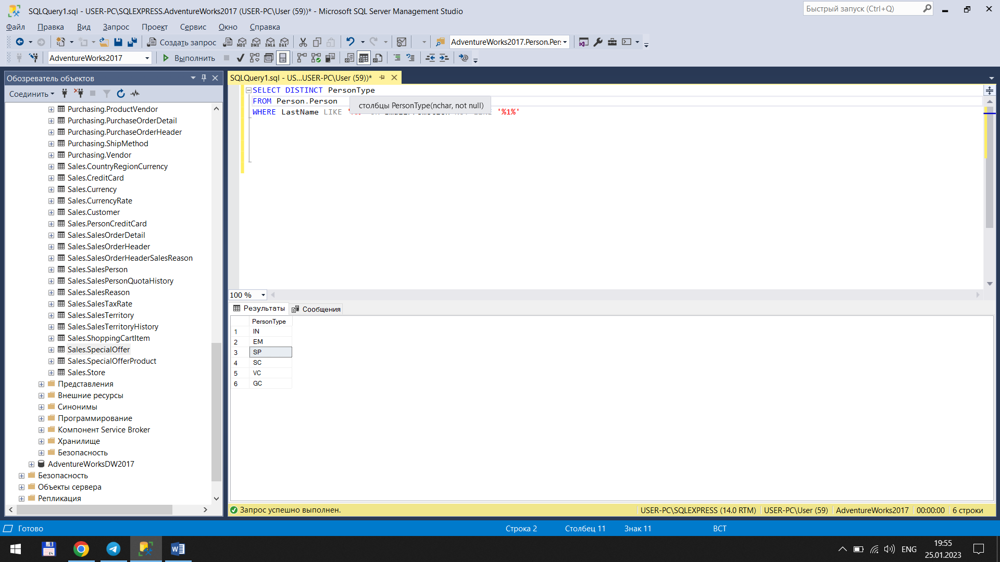 SQLQuery1.sql - USER-PC\SQLEXPRESS.AdventureWorks2017 (USER-PC\User (59))* - Microsoft SQL Server Management Studio
Быстрый запуск (Ctrl+Q)
Файл Правка Вид Запрос Проект Сервис Окно Справка
Создать запрос
MDX DMX XMLA DAX
AdventureWorks2017.Person.Per
AdventureWorks2017
Выполнить
Обозреватель объектов
Соединить
Purchasing.ProductVendor
Purchasing.PurchaseOrderDetail
Purchasing.PurchaseOrderHeader
Purchasing.ShipMethod
Purchasing.Vendor
Sales.CountryRegionCurrency
Sales.CreditCard
Sales.Currency
Sales.CurrencyRate
Sales.Customer
Sales.PersonCreditCard
Sales.SalesOrderDetail
Sales.SalesOrderHeader
Sales.SalesOrderHeaderSalesReason
Sales.SalesPerson
Sales.SalesPersonQuotaHistory
Sales.SalesReason
Sales.SalesTaxRate
Sales.SalesTerritory
Sales.SalesTerritoryHistory
Sales.ShoppingCartItem
Sales.SpecialOffer
Sales.SpecialOfferProduct
Sales.Store
Представления
Внешние ресурсы
Синонимы
Программирование
Компонент Service Broker
Хранилище
Безопасность
AdventureWorksDW2017
Безопасность
Объекты сервера
Репликация
SQLQuery1.sql - US...USER-PC\User (59))*
SELECT DISTINCT PersonType
FROM Person.Person
столбцы PersonType(nchar, not null)
WHERE LastName LIKE '%1%'
100 %
Результаты Сообщения
PersonType
1 IN
2 EM
3 SP
4 SC
5 VC
6 GC
Запрос успешно выполнен.
USER-PC\SQLEXPRESS (14.0 RTM) USER-PC\User (59) AdventureWorks2017 00:00:00 6 строки
Готово
Строка 2 Столбец 11 Знак 11 ВСТ
64
ENG
19:55
25.01.2023